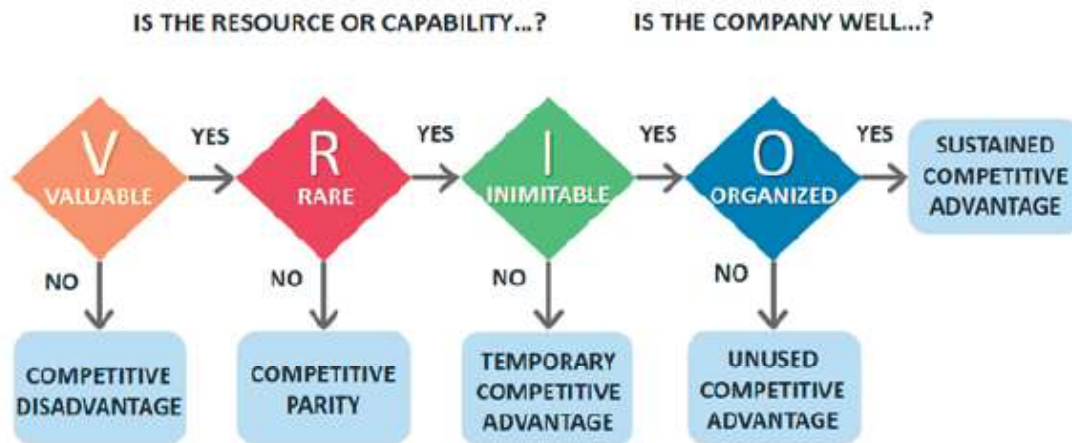 IS THE RESOURCE OR CAPABILITY...?
IS THE COMPANY WELL...?
V
VALUABLE
YES
R
RARE
YES
I
INIMITABLE
YES
O
ORGANIZED
YES
SUSTAINED
COMPETITIVE
ADVANTAGE
NO
NO
NO
NO
COMPETITIVE
DISADVANTAGE
COMPETITIVE
PARITY
TEMPORARY
COMPETITIVE
ADVANTAGE
UNUSED
COMPETITIVE
ADVANTAGE